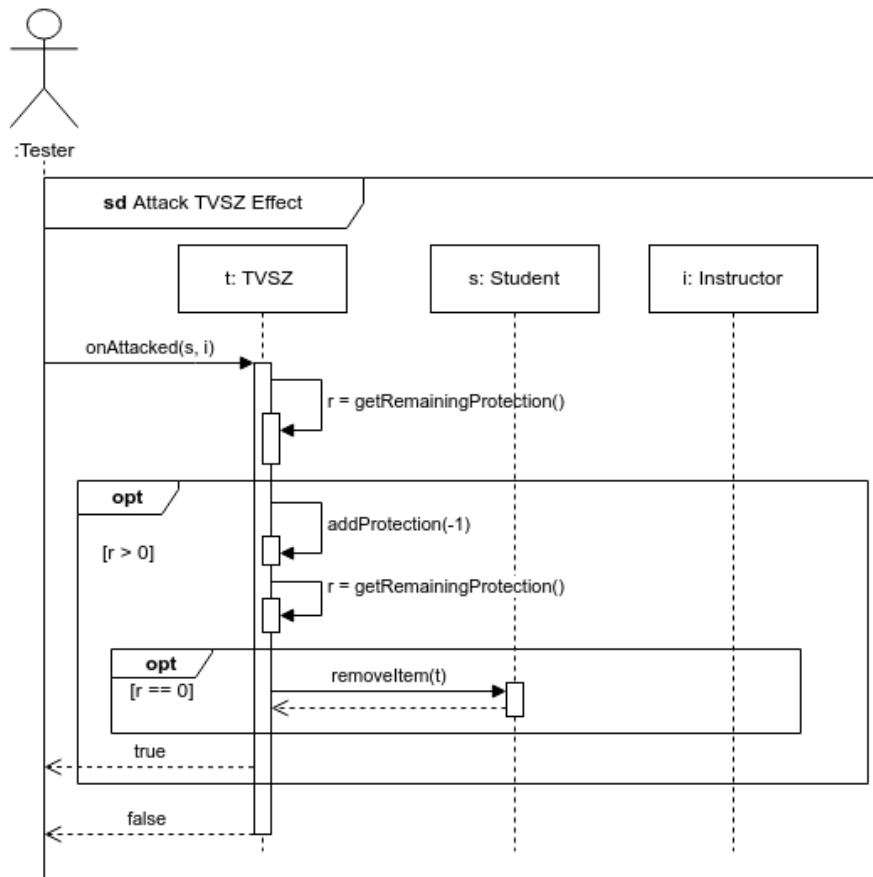 :Tester
sd Attack TVSZ Effect
t: TVSZ
s: Student
i: Instructor
onAttacked(s, i)
r = getRemainingProtection()
opt
addProtection(-1)
[r > 0]
r = getRemainingProtection()
opt
removeItem(t)
[r == 0]
true
false